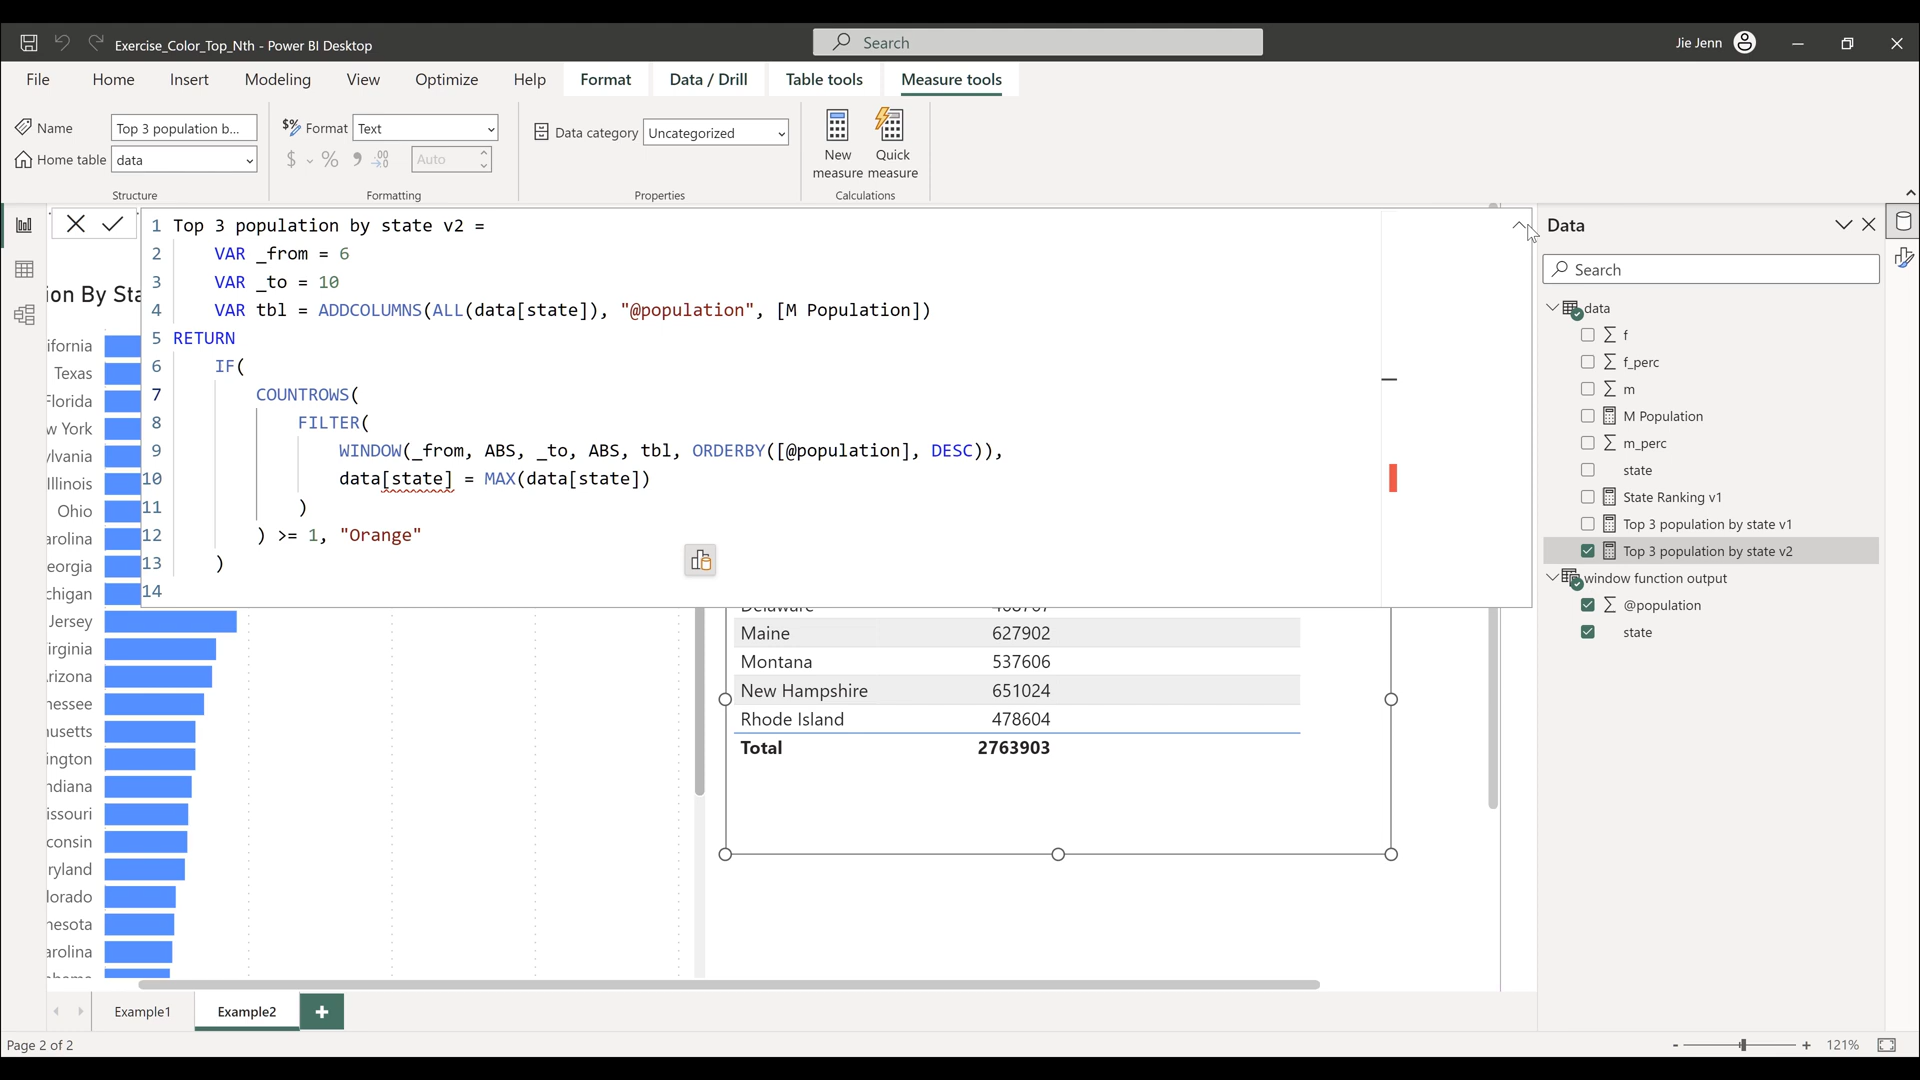 Exercise_Color_Top_Nth - Power BI Desktop
Search
Jie Jenn
File Home Insert Modeling View Optimize Help Format Data / Drill Table tools Measure tools
Name Top 3 population b...
Home table data
Structure
Format Text
$ % Auto
Formatting
Data category Uncategorized
Properties
New measure
Quick measure
Calculations
1 Top 3 population by state v2 =
2 VAR _from = 6
3 VAR _to = 10
4 VAR tbl = ADDCOLUMNS(ALL(data[state]), "@population", [M Population])
5 RETURN
6 IF(
7 COUNTROWS(
8 FILTER(
9 WINDOW(_from, ABS, _to, ABS, tbl, ORDERBY([@population], DESC)),
10 data[state] = MAX(data[state])
11 )
12 ) >= 1, "Orange"
13 )
14
ion By Sta
ifornia
Texas
Florida
w York
ylvania
Illinois
Ohio
arolina
eorgia
chigan
Jersey
irginia
rizona
nessee
usetts
ington
ndiana
issouri
consin
ryland
lorado
nesota
arolina
Maine 627902
Montana 537606
New Hampshire 651024
Rhode Island 478604
Total 2763903
Data
Search
data
f
f_perc
m
M Population
m_perc
state
State Ranking v1
Top 3 population by state v1
Top 3 population by state v2
window function output
@population
state
Example1 Example2 +
Page 2 of 2
- + 121%